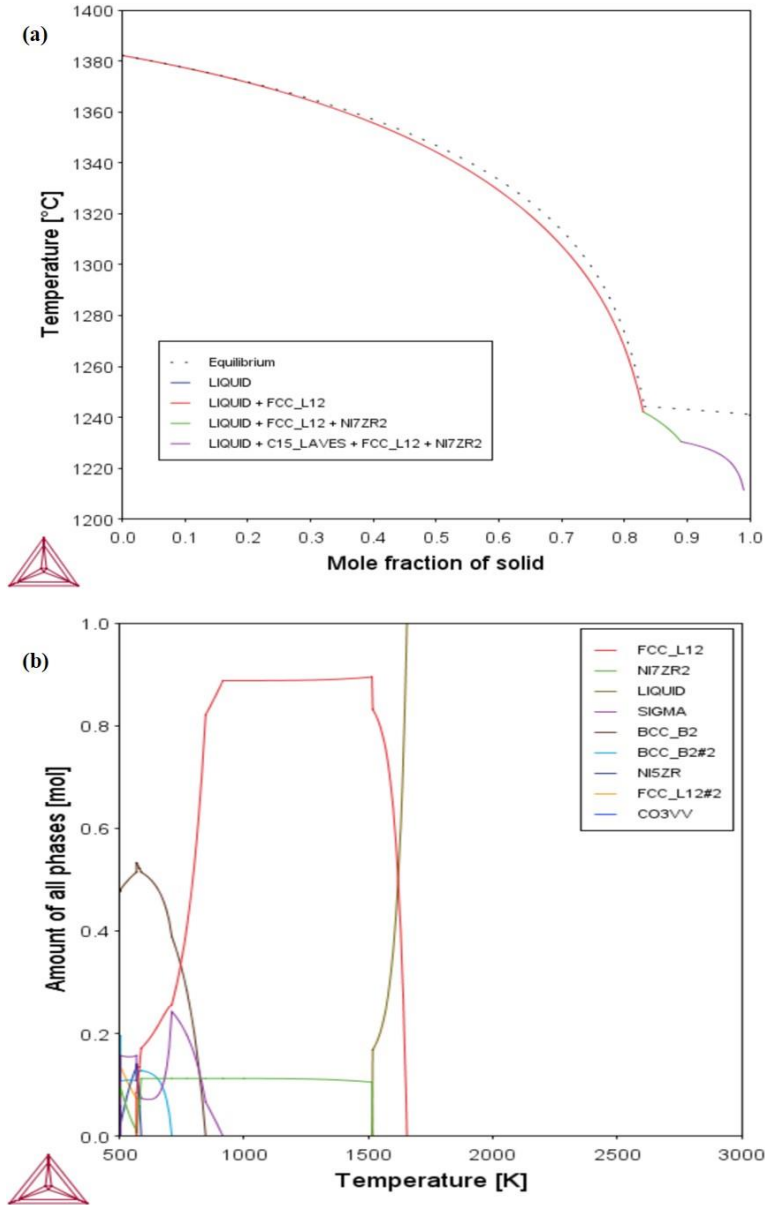 (a)
1400
1380
1360
1340
1320
1300
1280
1260
1240
1220
1200
Temperature [°C]
Equilibrium
LIQUID
LIQUID + FCC_L12
LIQUID + FCC_L12 + NI7ZR2
LIQUID + C15_LAVES + FCC_L12 + NI7ZR2
0.0 0.1 0.2 0.3 0.4 0.5 0.6 0.7 0.8 0.9 1.0
Mole fraction of solid
(b)
1.0
0.8
0.6
0.4
0.2
0.0
Amount of all phases [mol]
FCC_L12
NI7ZR2
LIQUID
SIGMA
BCC_B2
BCC_B2#2
NI5ZR
FCC_L12#2
CO3VV
500 1000 1500 2000 2500 3000
Temperature [K]